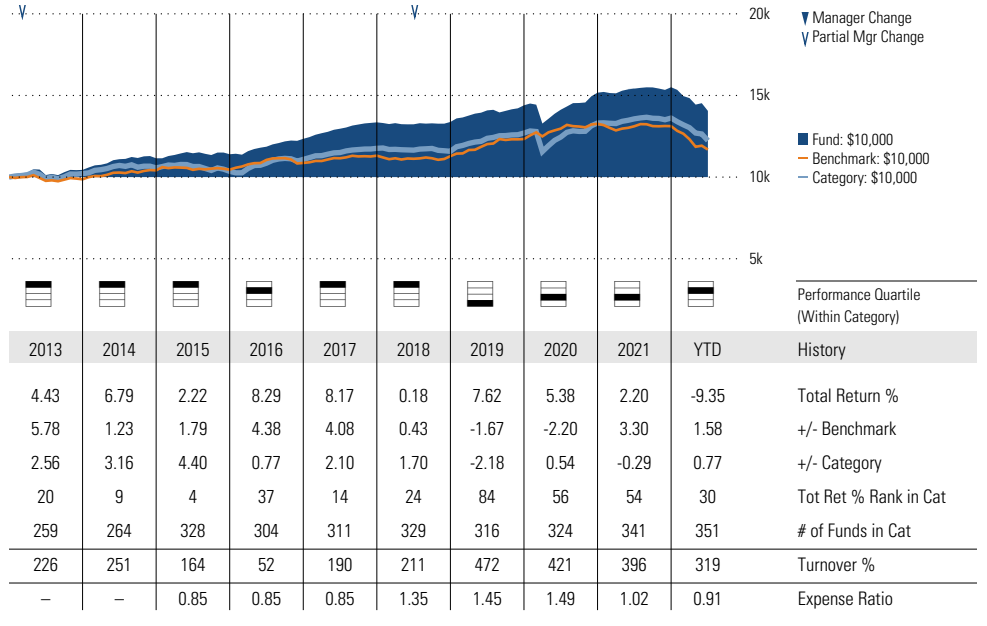 20k
Manager Change
Partial Mgr Change
15k
Fund: $10,000
Benchmark: $10,000
Category: $10,000
10k
5k
Performance Quartile
(Within Category)
2013 2014 2015 2016 2017 2018 2019 2020 2021 YTD History
4.43 6.79 2.22 8.29 8.17 0.18 7.62 5.38 2.20 -9.35 Total Return %
5.78 1.23 1.79 4.38 4.08 0.43 -1.67 -2.20 3.30 1.58 +/- Benchmark
2.56 3.16 4.40 0.77 2.10 1.70 -2.18 0.54 -0.29 0.77 +/- Category
20 9 4 37 14 24 84 56 54 30 Tot Ret % Rank in Cat
259 264 328 304 311 329 316 324 341 351 # of Funds in Cat
226 251 164 52 190 211 472 421 396 319 Turnover %
– – 0.85 0.85 0.85 1.35 1.45 1.49 1.02 0.91 Expense Ratio